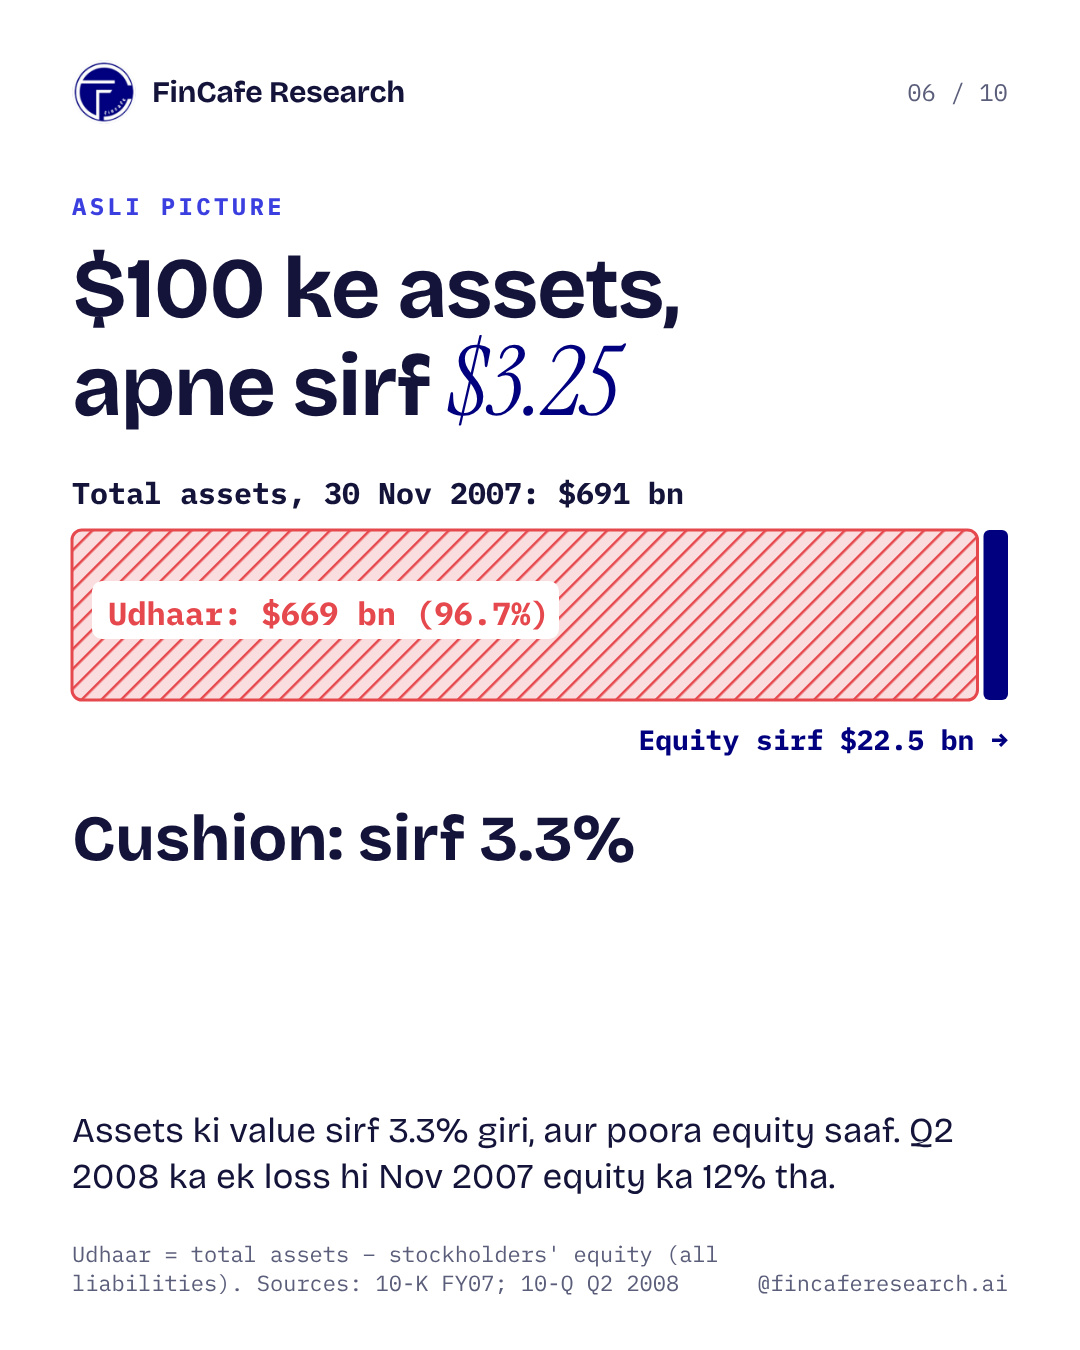 FinCafe Research
06 / 10
ASLI PICTURE
$100 ke assets,
apne sirf $3.25
Total assets, 30 Nov 2007: $691 bn
Udhaar: $669 bn (96.7%)
Equity sirf $22.5 bn →
Cushion: sirf 3.3%
Assets ki value sirf 3.3% giri, aur poora equity saaf. Q2
2008 ka ek loss hi Nov 2007 equity ka 12% tha.
Udhaar = total assets – stockholders' equity (all
liabilities). Sources: 10-K FY07; 10-Q Q2 2008
@fincaferesearch.ai